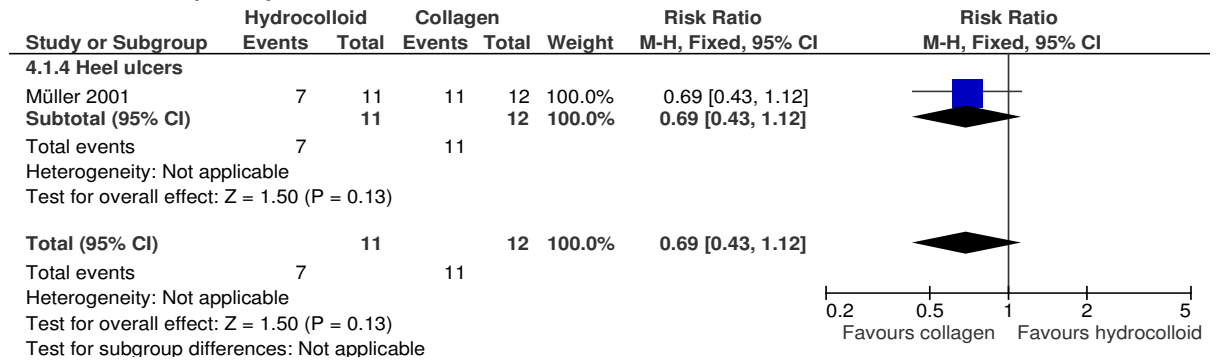 Hydrocolloid Collagen Risk Ratio Risk Ratio
Study or Subgroup Events Total Events Total Weight M-H, Fixed, 95% CI M-H, Fixed, 95% CI
4.1.4 Heel ulcers
Müller 2001 7 11 11 12 100.0% 0.69 [0.43, 1.12]
Subtotal (95% CI) 11 12 100.0% 0.69 [0.43, 1.12]
Total events 7 11
Heterogeneity: Not applicable
Test for overall effect: Z = 1.50 (P = 0.13)
Total (95% CI) 11 12 100.0% 0.69 [0.43, 1.12]
Total events 7 11
Heterogeneity: Not applicable
0.2 0.5 1 2 5
Test for overall effect: Z = 1.50 (P = 0.13)
Favours collagen Favours hydrocolloid
Test for subgroup differences: Not applicable